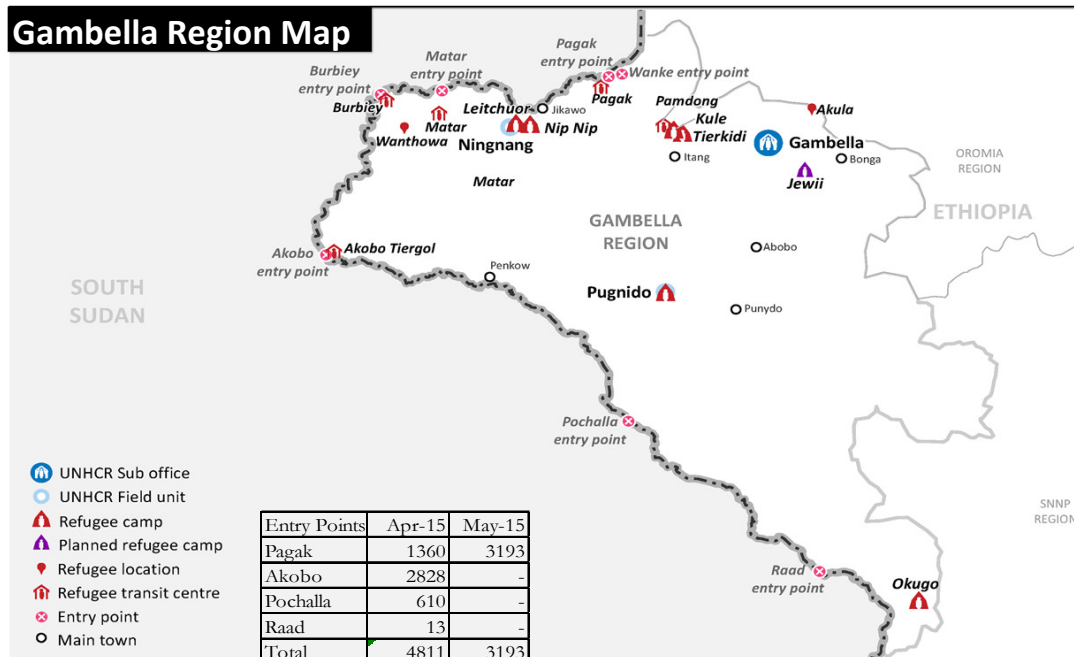 Gambella Region Map
Pagak
entry point
Matar
entry point
Burbiey
entry point
Wanke entry point
Burbiey
Leitchuor
Jikawo
Pagak
Pamdong
Kule
Tierkidi
Akula
Matar
Nip Nip
Wanthowa
Ningnang
Itang
Gambella
Bonga
OROMIA
REGION
Matar
Jewii
ETHIOPIA
GAMBELLA
REGION
Akobo Tiergol
Akobo
entry point
Abobo
Penkow
SOUTH
SUDAN
Pugnido
Punydo
Pochalla
entry point
UNHCR Sub office
UNHCR Field unit
Refugee camp
Planned refugee camp
Refugee location
Refugee transit centre
Entry point
Main town
Entry Points Apr-15 May-15
Pagak 1360 3193
Akobo 2828 -
Pochalla 610 -
Raad 13 -
Total 4811 3193
SNNP
REGION
Raad
entry point
Okugo